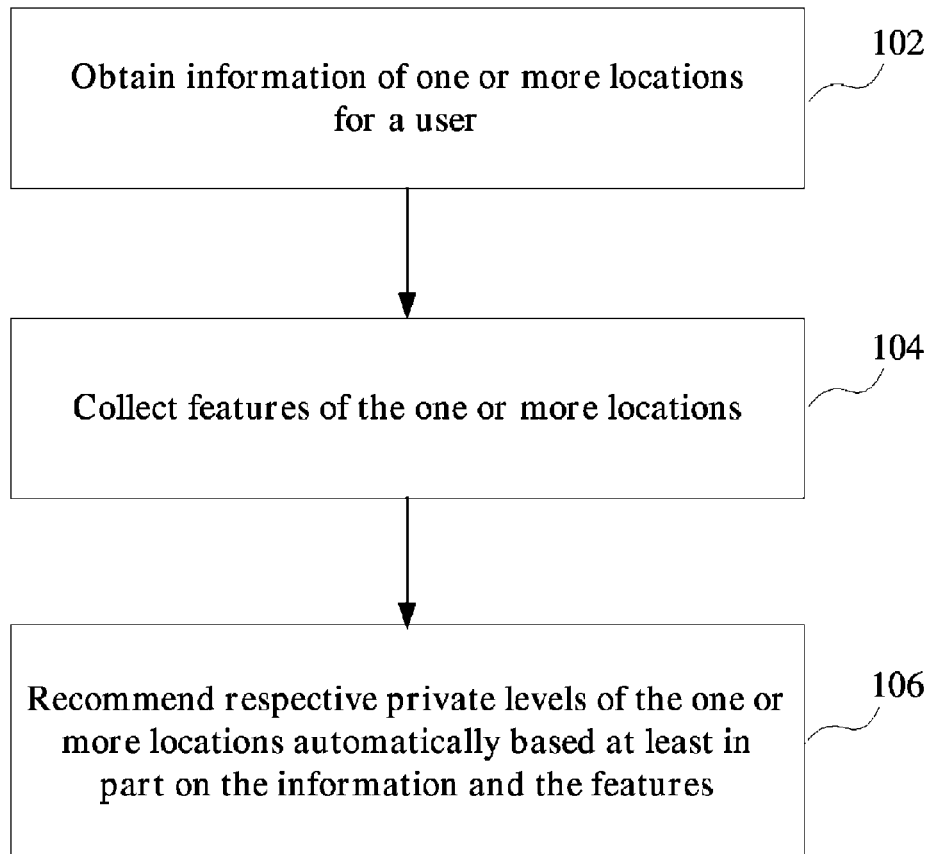 102
Obtain information of one or more locations
for a user
104
Collect features of the one or more locations
106
Recommend respective private levels of the one or
more locations automatically based at least in
part on the information and the features